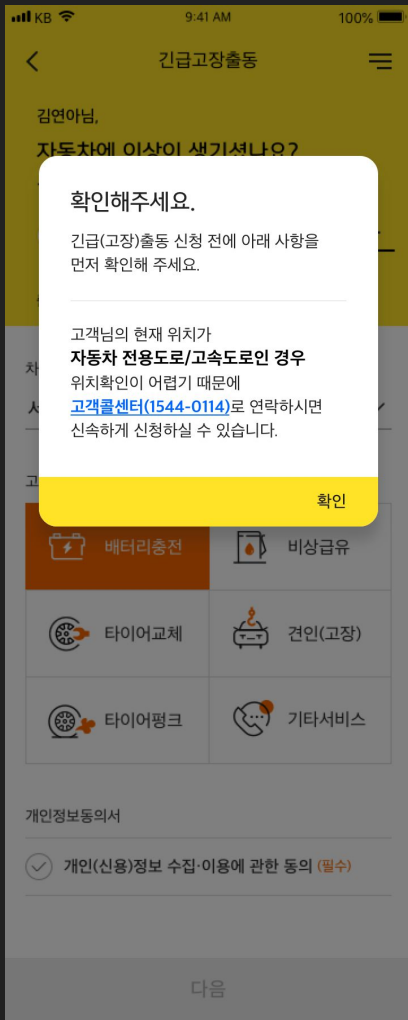 KB 9:41 AM 100%
긴급고장출동
김연아님,
자동차에 이상이 생기셨나요?
확인해주세요.
긴급(고장)출동 신청 전에 아래 사항을
먼저 확인해 주세요.
고객님의 현재 위치가
자동차 전용도로/고속도로인 경우
위치확인이 어렵기 때문에
고객콜센터(1544-0114)로 연락하시면
신속하게 신청하실 수 있습니다.
확인
배터리충전
비상급유
타이어교체
견인(고장)
타이어펑크
기타서비스
개인정보동의서
개인(신용)정보 수집·이용에 관한 동의 (필수)
다음